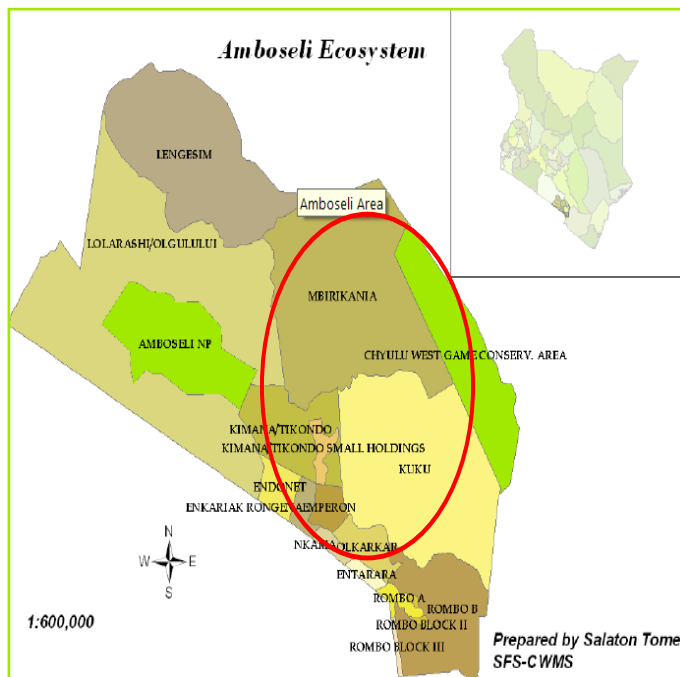 Amboseli Ecosystem
LENGESIM
Amboseli Area
LOLARASHI/OLGULULUI
MBIRIKANIA
AMBOSELI NP
CHYULU WEST GAME CONSERV. AREA
KIMANA/TIKONDO
KIMANA/TIKONDO SMALL HOLDINGS
KUKU
ENDONET
ENKARIAK RONGENA EMPERON
NKAMA
OLKARKAR
ENTARARA
ROMBO A
ROMBO B
ROMBO BLOCK II
ROMBO BLOCK III
N
W E
S
1:600,000
Prepared by Salaton Tome
SFS-CWMS